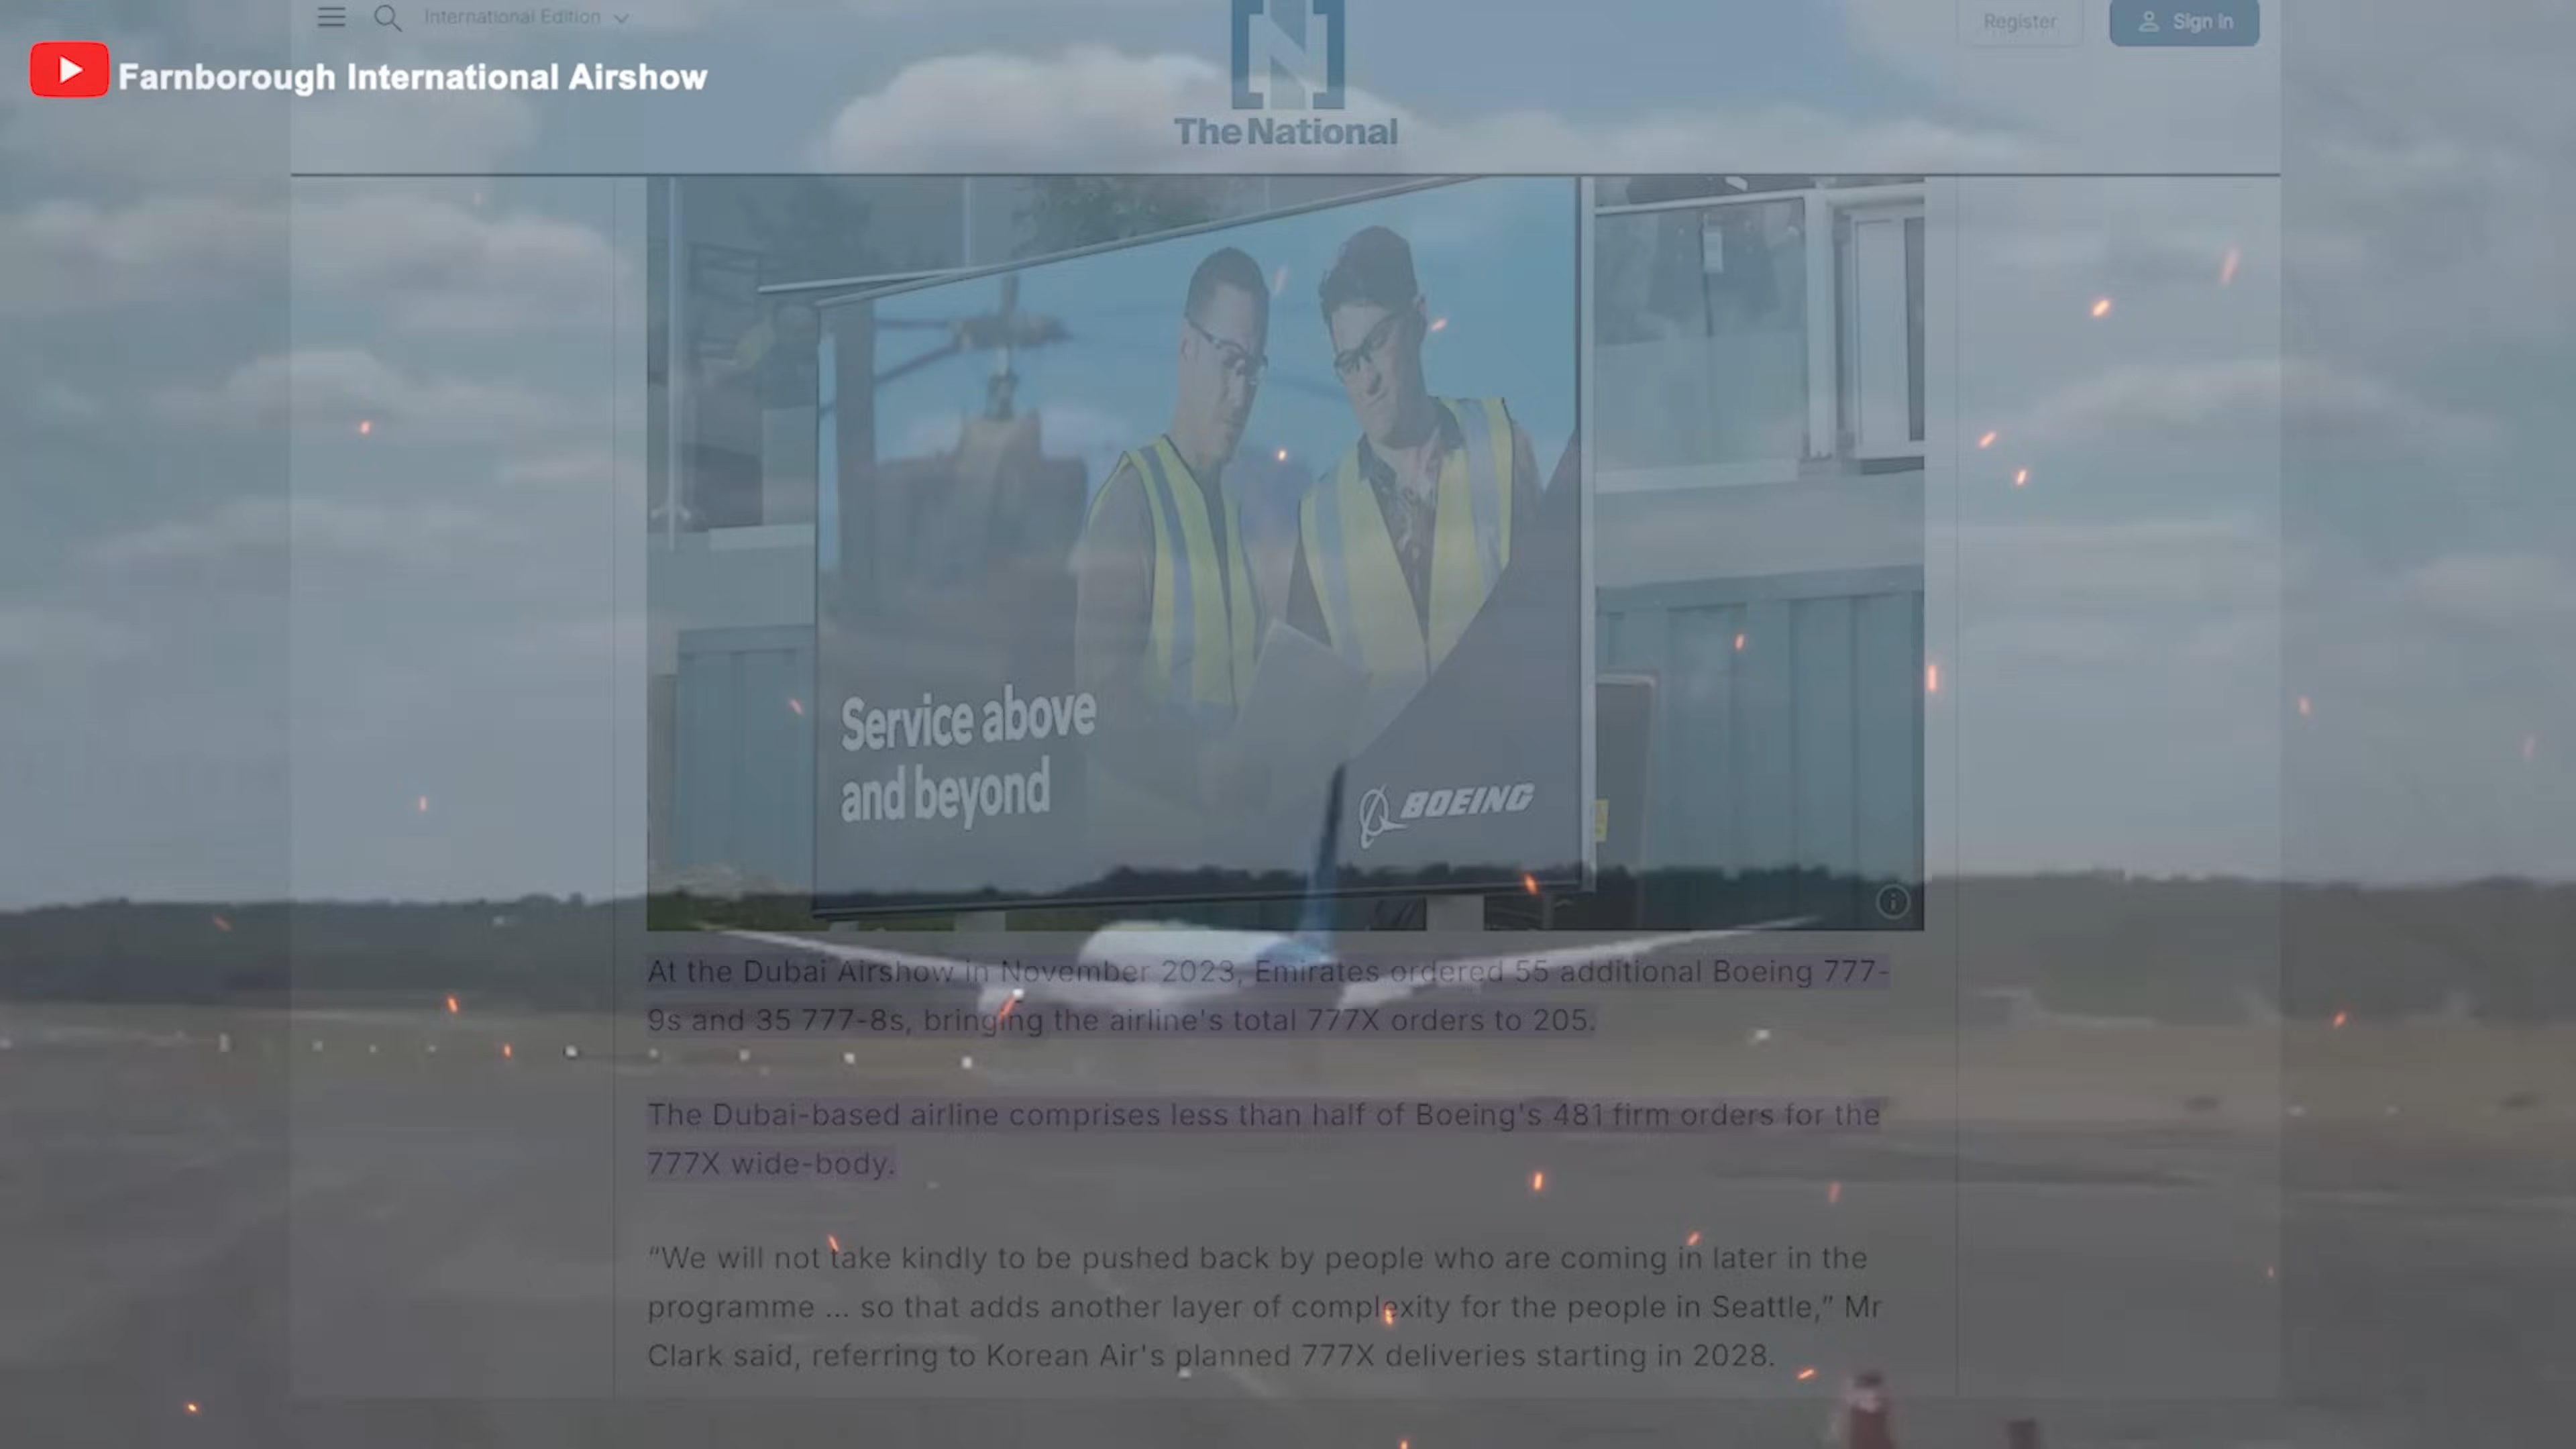 International Edition
Register
Sign In
Farnborough International Airshow
N
The National
Service above
and beyond
BOEING
At the Dubai Airshow in November 2023, Emirates ordered 55 additional Boeing 777-
9s and 35 777-8s, bringing the airline's total 777X orders to 205.
The Dubai-based airline comprises less than half of Boeing's 481 firm orders for the
777X wide-body.
“We will not take kindly to be pushed back by people who are coming in later in the
programme ... so that adds another layer of complexity for the people in Seattle,” Mr
Clark said, referring to Korean Air's planned 777X deliveries starting in 2028.